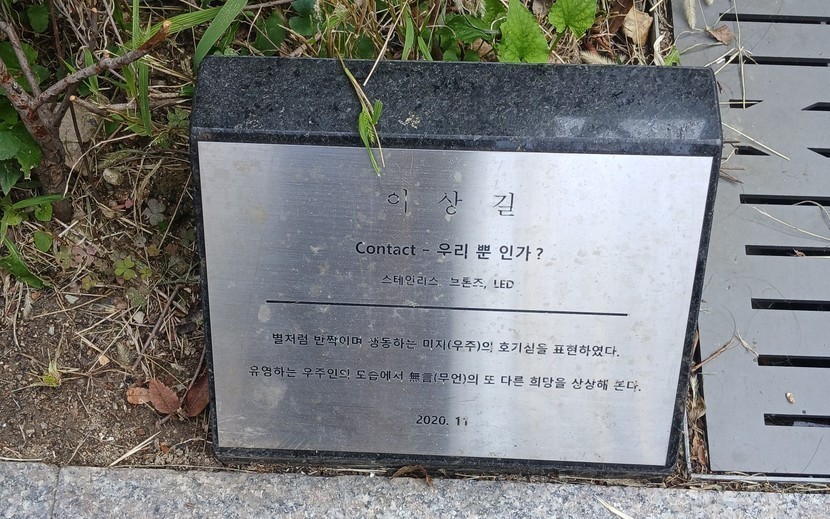 이 상 길
Contact - 우리 뿐 인가?
스테인리스, 브론즈, LED
별처럼 반짝이며 생동하는 미지(우주)의 호기심을 표현하였다.
유영하는 우주인의 모습에서 無言(무언)의 또 다른 희망을 상상해 본다.
2020. 11